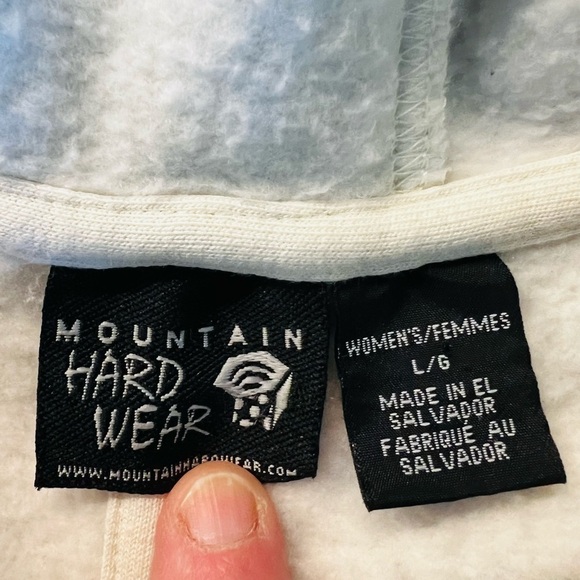 MOUNTAIN
HARD
WEAR
WWW.MOUNTAINHARDWEAR.COM
WOMEN'S/FEMMES
L/G
MADE IN EL
SALVADOR
FABRIQUÉ AU
SALVADOR